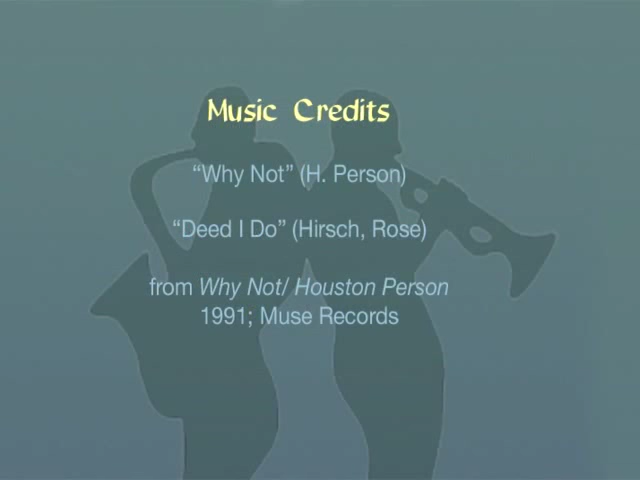 Music Credits
“Why Not” (H. Person)
“Deed I Do” (Hirsch, Rose)
from Why Not/ Houston Person
1991; Muse Records